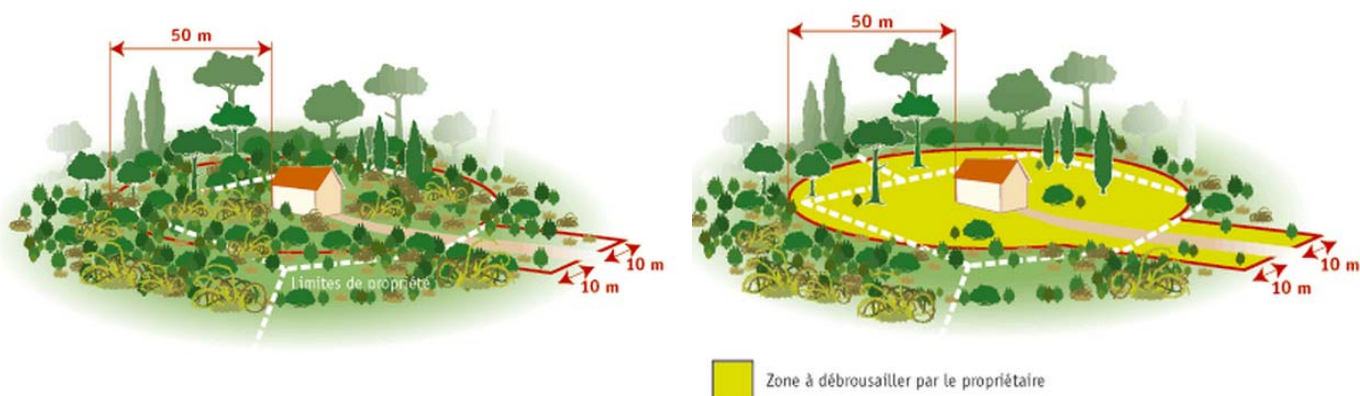 50 m
50 m
10 m
10 m
Limites de propriété
10 m
10 m
Zone à débrousailler par le propriétaire